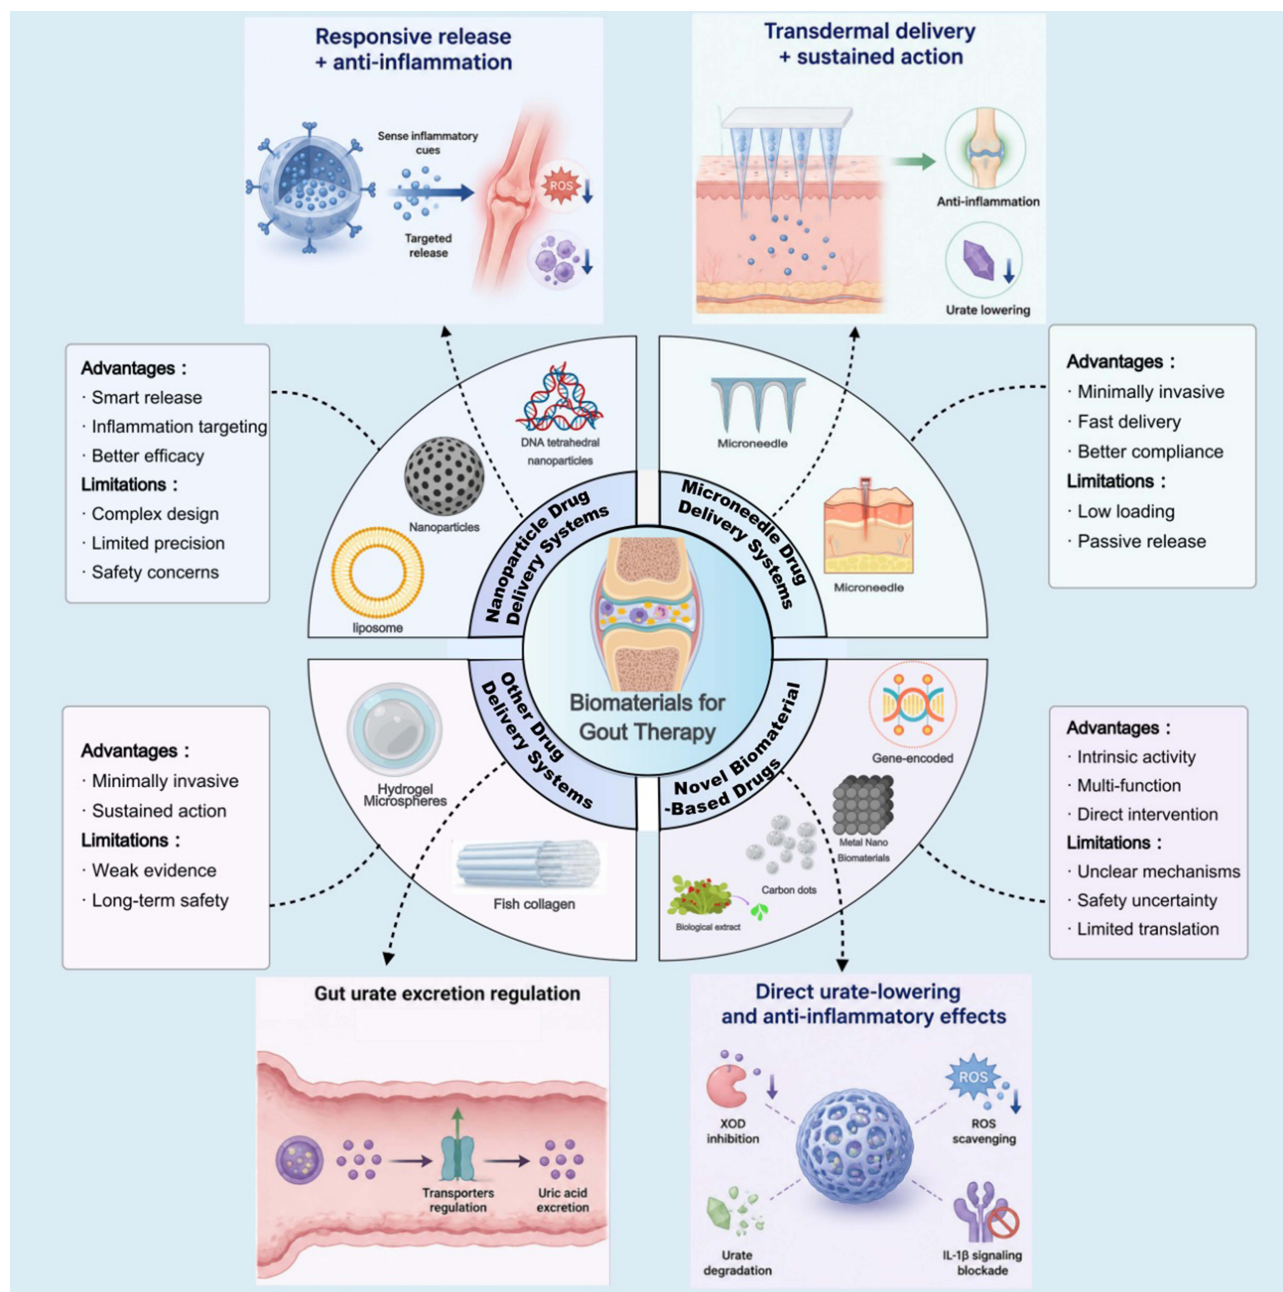 Responsive release
+ anti-inflammation
Sense inflammatory
cues
Targeted
release
ROS
Transdermal delivery
+ sustained action
Anti-inflammation
Urate lowering
Advantages :
· Smart release
· Inflammation targeting
· Better efficacy
Limitations :
· Complex design
· Limited precision
· Safety concerns
DNA tetrahedral
nanoparticles
Nanoparticles
liposome
Nanoparticle Drug
Delivery Systems
Microneedle
Microneedle
Microneedle Drug
Delivery Systems
Advantages :
· Minimally invasive
· Fast delivery
· Better compliance
Limitations :
· Low loading
· Passive release
Biomaterials for
Gout Therapy
Advantages :
· Minimally invasive
· Sustained action
Limitations :
· Weak evidence
· Long-term safety
Hydrogel
Microspheres
Fish collagen
Other Drug
Delivery Systems
Novel Biomaterial
-Based Drugs
Gene-encoded
Metal Nano
Biomaterials
Carbon dots
Biological extract
Advantages :
· Intrinsic activity
· Multi-function
· Direct intervention
Limitations :
· Unclear mechanisms
· Safety uncertainty
· Limited translation
Gut urate excretion regulation
Transporters
regulation
Uric acid
excretion
Direct urate-lowering
and anti-inflammatory effects
XOD
inhibition
ROS
ROS
scavenging
Urate
degradation
IL-1β signaling
blockade